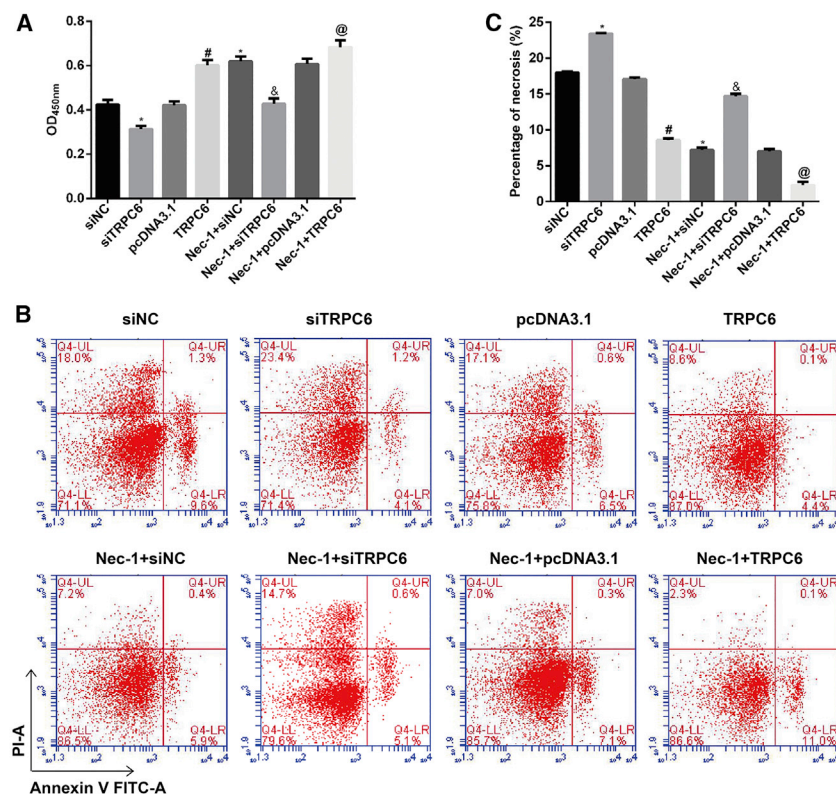 A
OD450nm
0.8
0.6
0.4
0.2
0.0
*
#
*
&
@
siNC
siTRPC6
pcDNA3.1
TRPC6
Nec-1+siNC
Nec-1+siTRPC6
Nec-1+pcDNA3.1
Nec-1+TRPC6
C
Percentage of necrosis (%)
25
20
15
10
5
0
*
#
*
&
@
siNC
siTRPC6
pcDNA3.1
TRPC6
Nec-1+siNC
Nec-1+siTRPC6
Nec-1+pcDNA3.1
Nec-1+TRPC6
B
siNC
Q4-UL
18.0%
Q4-UR
1.3%
Q4-LL
71.1%
Q4-LR
9.6%
siTRPC6
Q4-UL
23.4%
Q4-UR
1.2%
Q4-LL
71.4%
Q4-LR
4.1%
pcDNA3.1
Q4-UL
17.1%
Q4-UR
0.6%
Q4-LL
75.8%
Q4-LR
6.5%
TRPC6
Q4-UL
8.6%
Q4-UR
0.1%
Q4-LL
87.0%
Q4-LR
4.4%
Nec-1+siNC
Q4-UL
7.2%
Q4-UR
0.4%
Q4-LL
86.5%
Q4-LR
5.9%
Nec-1+siTRPC6
Q4-UL
14.7%
Q4-UR
0.6%
Q4-LL
79.6%
Q4-LR
5.1%
Nec-1+pcDNA3.1
Q4-UL
7.0%
Q4-UR
0.3%
Q4-LL
85.7%
Q4-LR
7.1%
Nec-1+TRPC6
Q4-UL
2.3%
Q4-UR
0.1%
Q4-LL
86.6%
Q4-LR
11.0%
PI-A
Annexin V FITC-A